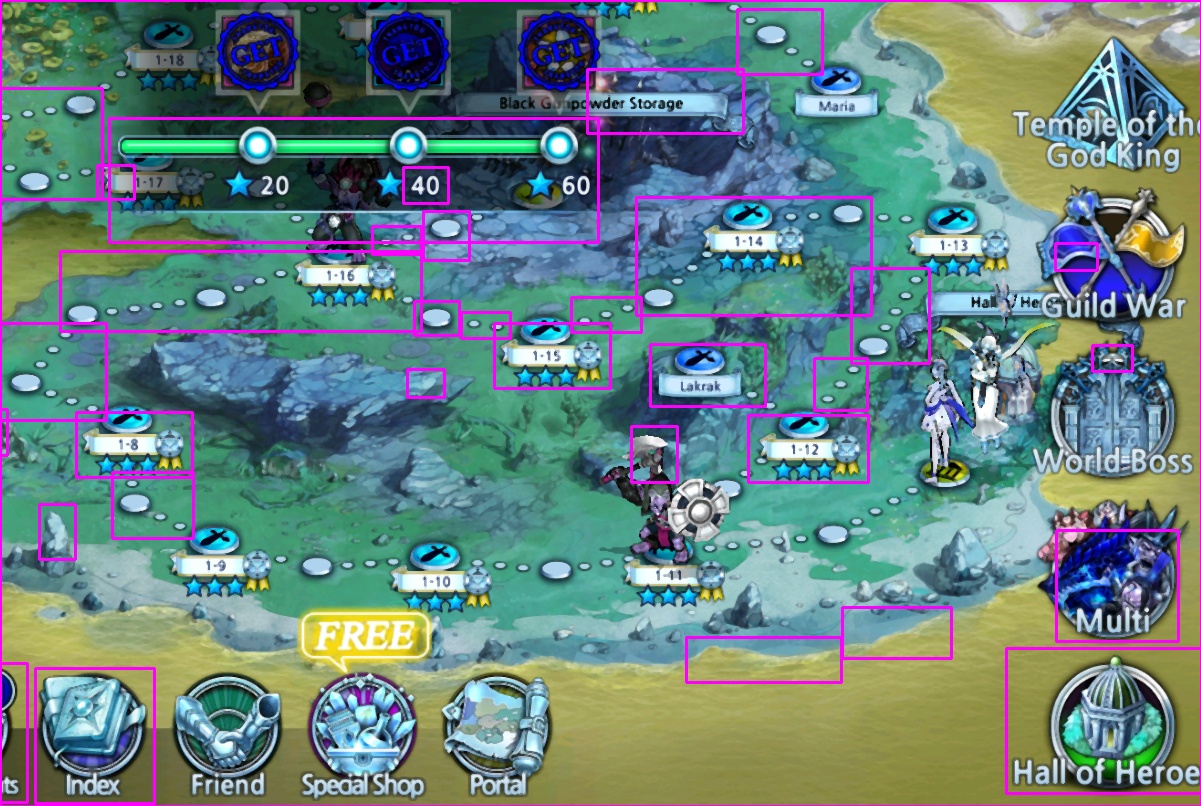 1-18
GET
GET
GET
Black Gunpowder Storage
Maria
Temple of the
God King
1-17
20
40
60
1-14
1-13
1-16
Guild War
1-15
Lakrak
1-8
1-12
World Boss
1-9
1-10
1-11
Multi
FREE
Index
Friend
Special Shop
Portal
Hall of Heroe